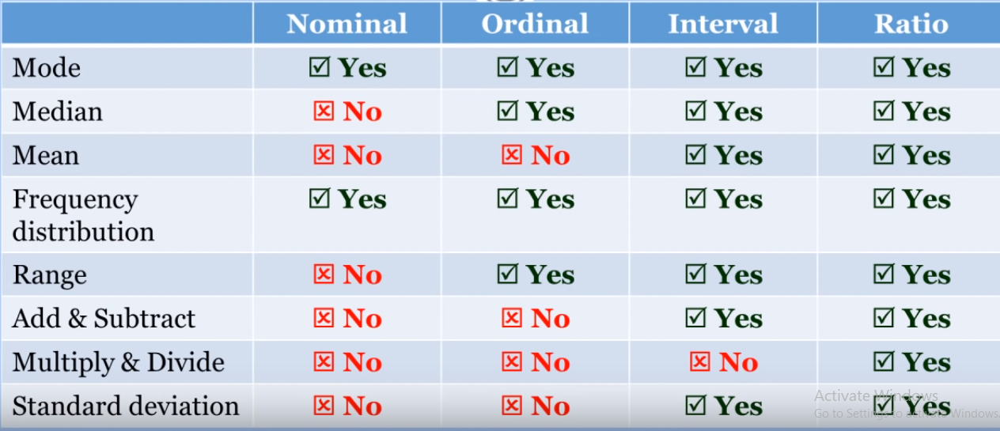 Nominal Ordinal Interval Ratio
Mode ☑ Yes ☑ Yes ☑ Yes ☑ Yes
Median ☒ No ☑ Yes ☑ Yes ☑ Yes
Mean ☒ No ☒ No ☑ Yes ☑ Yes
Frequency ☑ Yes ☑ Yes ☑ Yes ☑ Yes
distribution
Range ☒ No ☑ Yes ☑ Yes ☑ Yes
Add & Subtract ☒ No ☒ No ☑ Yes ☑ Yes
Multiply & Divide ☒ No ☒ No ☒ No ☑ Yes
Standard deviation ☒ No ☒ No ☑ Yes ☑ Yes
Activate Windows
Go to Settings to activate Windows.